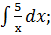 ∫ 5/x dx;